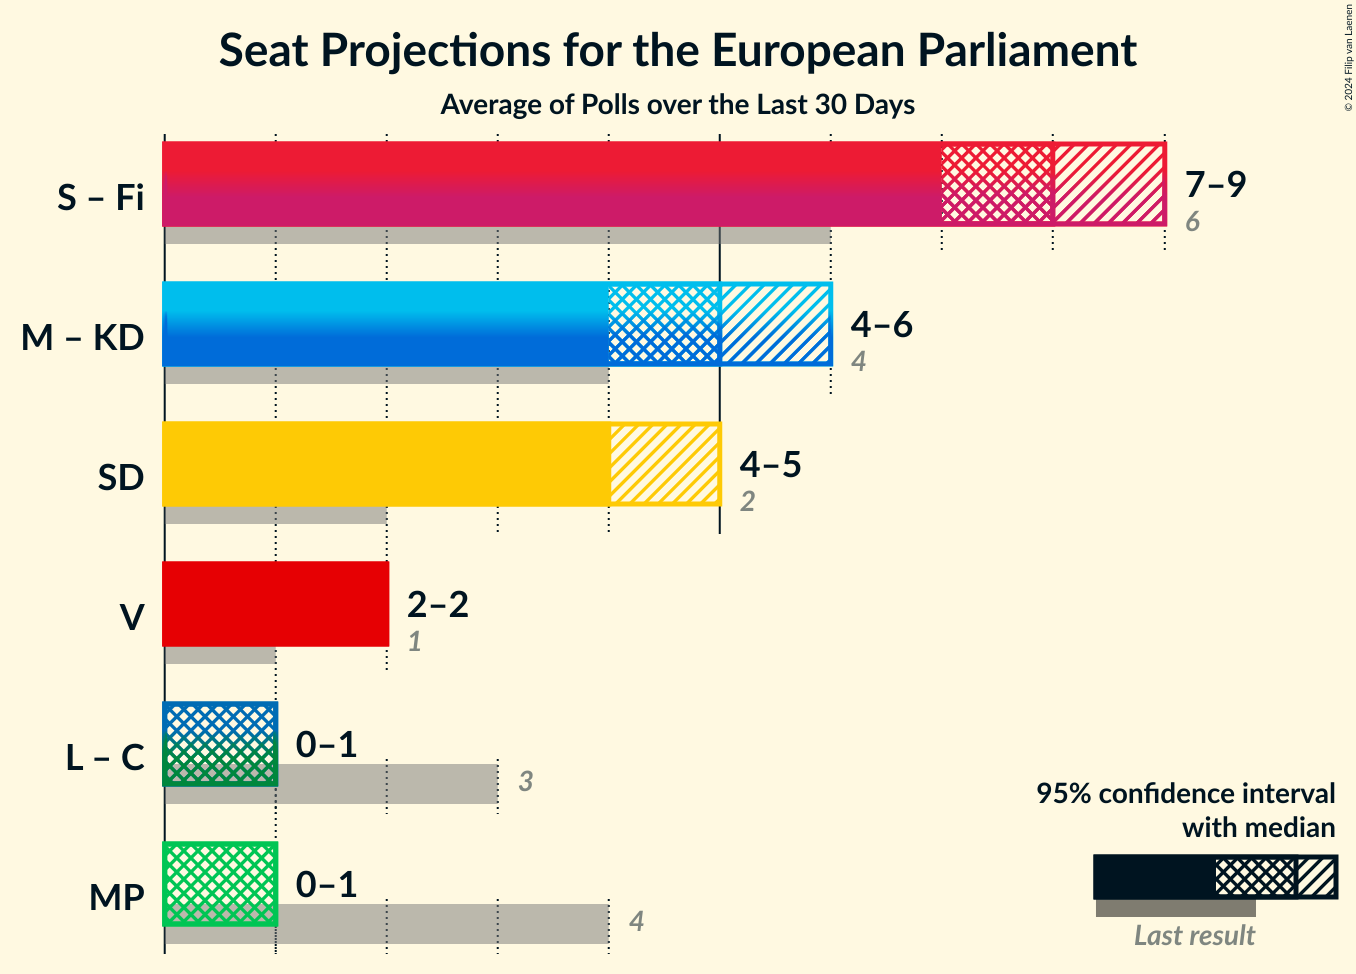 Seat Projections for the European Parliament
Average of Polls over the Last 30 Days
© 2024 Filip van Laenen
S – Fi
7–9
6
M – KD
4–6
4
SD
4–5
2
V
2–2
1
L – C
0–1
3
MP
0–1
4
95% confidence interval
with median
Last result